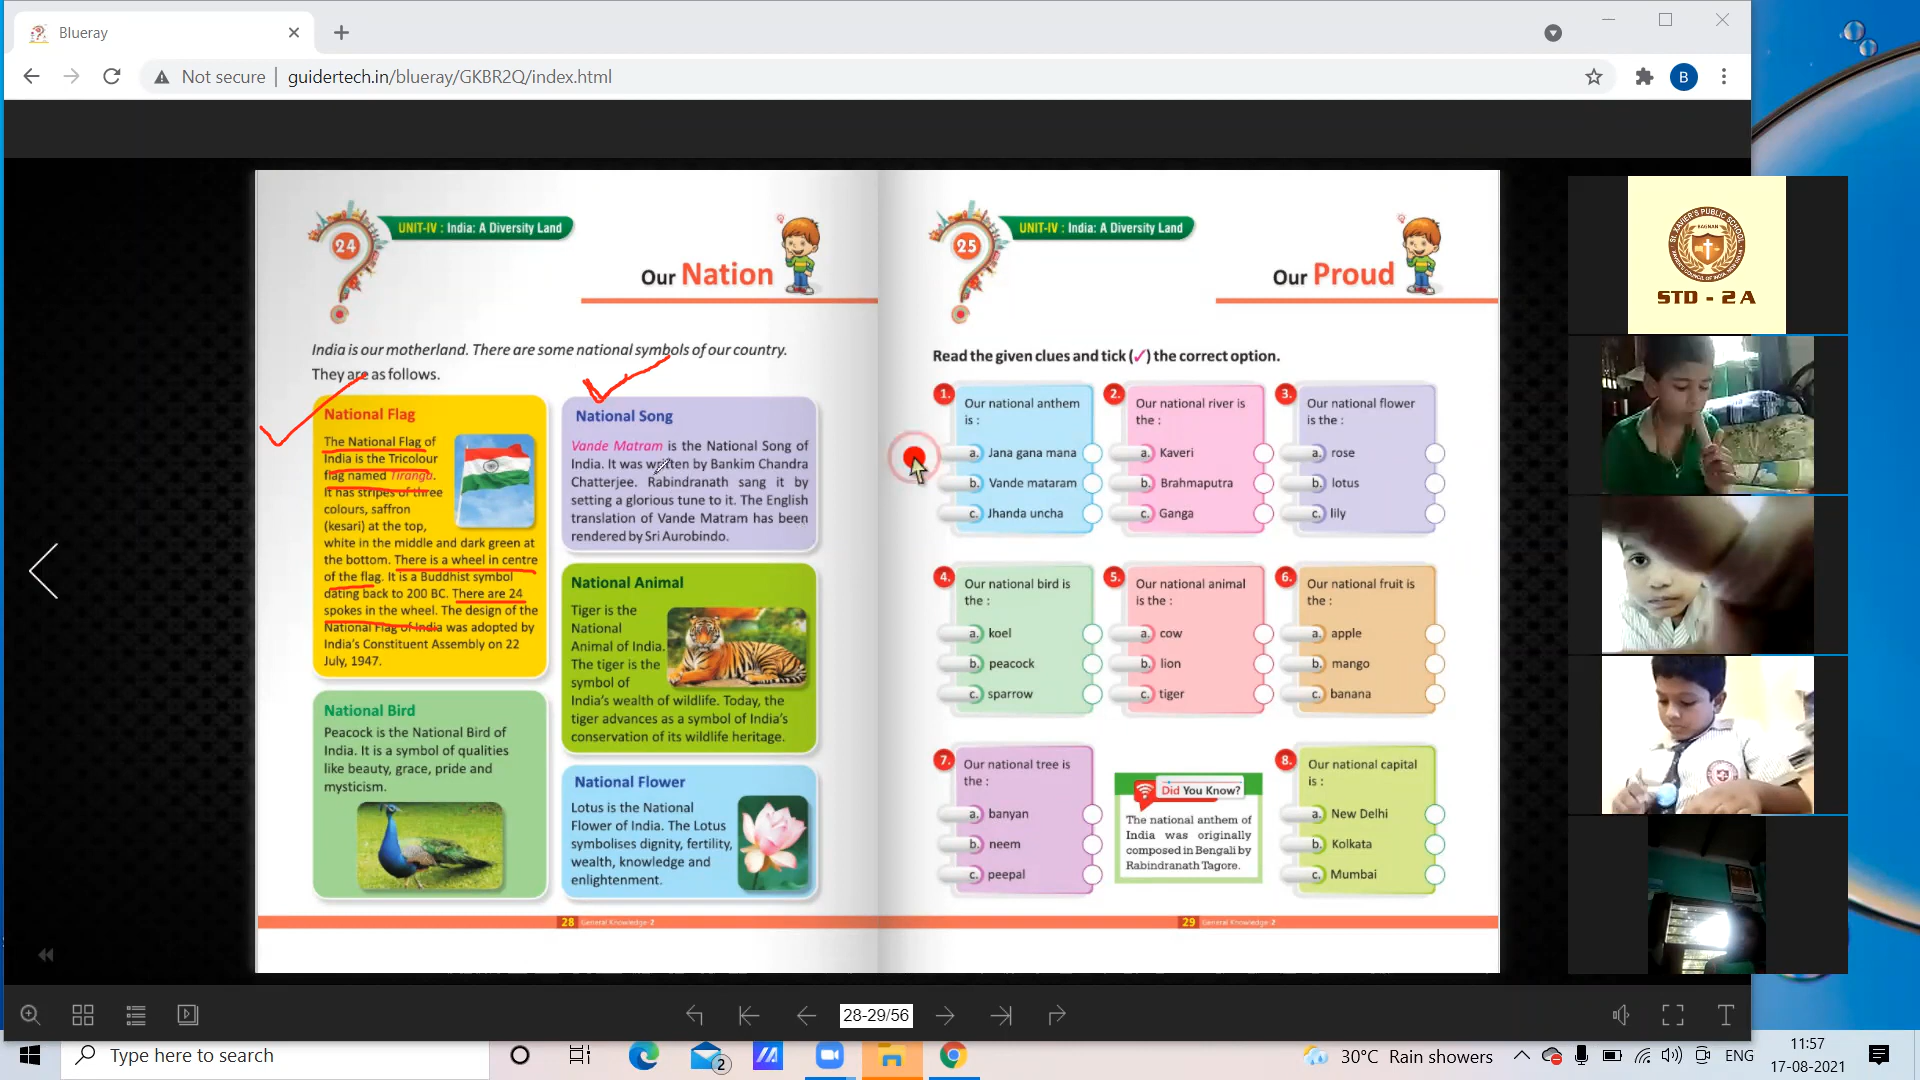 Blueray
Not secure
guidertech.in/blueray/GKBR2Q/index.html
B
24
UNIT-IV : India: A Diversity Land
Our Nation
India is our motherland. There are some national symbols of our country.
They are as follows.
National Flag
The National Flag of
India is the Tricolour
flag named Tiranga.
It has stripes of three
colours, saffron
(kesari) at the top,
white in the middle and dark green at
the bottom. There is a wheel in centre
of the flag. It is a Buddhist symbol
dating back to 200 BC. There are 24
spokes in the wheel. The design of the
National Flag of India was adopted by
India's Constituent Assembly on 22
July, 1947.
National Bird
Peacock is the National Bird of
India. It is a symbol of qualities
like beauty, grace, pride and
mysticism.
National Song
Vande Matram is the National Song of
India. It was written by Bankim Chandra
Chatterjee. Rabindranath sang it by
setting a glorious tune to it. The English
translation of Vande Matram has been
rendered by Sri Aurobindo.
National Animal
Tiger is the
National
Animal of India.
The tiger is the
symbol of
India's wealth of wildlife. Today, the
tiger advances as a symbol of India's
conservation of its wildlife heritage.
National Flower
Lotus is the National
Flower of India. The Lotus
symbolises dignity, fertility,
wealth, knowledge and
enlightenment.
28 General Knowledge-2
25
UNIT-IV : India: A Diversity Land
Our Proud
Read the given clues and tick (✓) the correct option.
1.
Our national anthem
is :
a. Jana gana mana
b. Vande mataram
c. Jhanda uncha
2.
Our national river is
the :
a. Kaveri
b. Brahmaputra
c. Ganga
3.
Our national flower
is the :
a. rose
b. lotus
c. lily
4.
Our national bird is
the :
a. koel
b. peacock
c. sparrow
5.
Our national animal
is the :
a. cow
b. lion
c. tiger
6.
Our national fruit is
the :
a. apple
b. mango
c. banana
7.
Our national tree is
the :
a. banyan
b. neem
c. peepal
Did You Know?
The national anthem of
India was originally
composed in Bengali by
Rabindranath Tagore.
8.
Our national capital
is :
a. New Delhi
b. Kolkata
c. Mumbai
29 General Knowledge-2
ST. XAVIER'S PUBLIC SCHOOL
BAGNAN
STD - 2 A
28-29/56
Type here to search
2
30°C Rain showers
ENG
11:57
17-08-2021